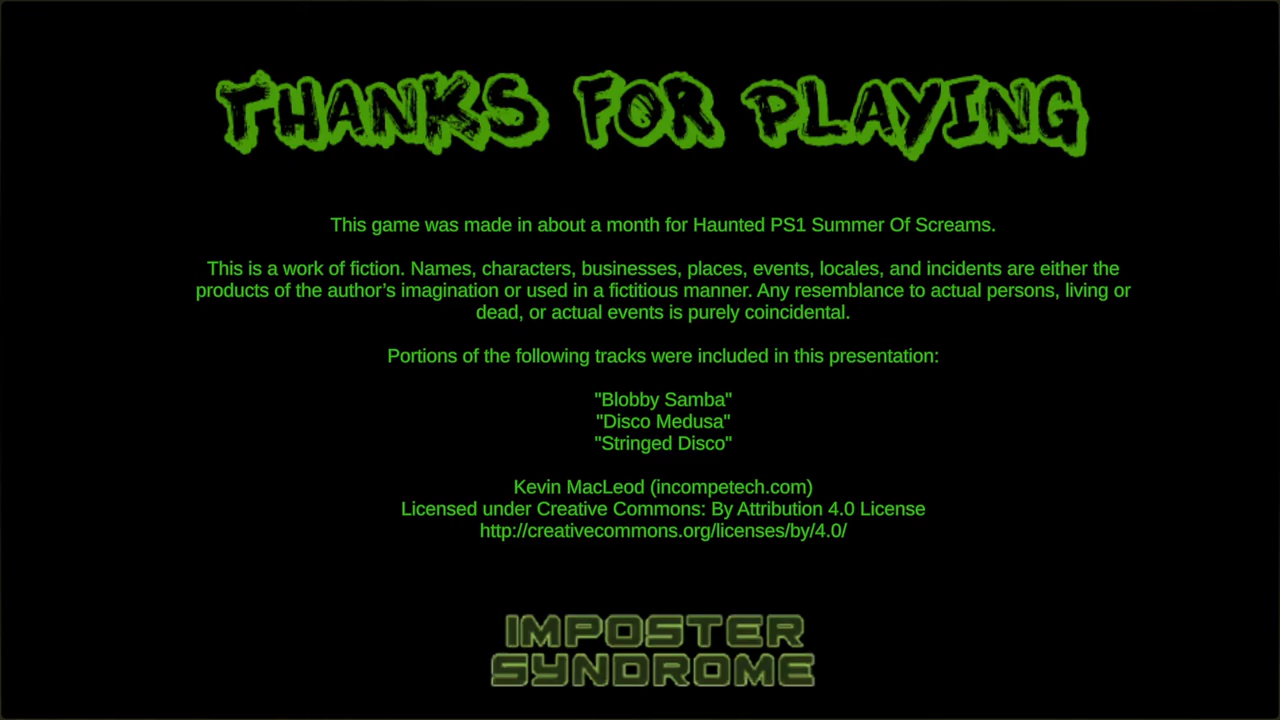 THANKS FOR PLAYING
This game was made in about a month for Haunted PS1 Summer Of Screams.
This is a work of fiction. Names, characters, businesses, places, events, locales, and incidents are either the
products of the author’s imagination or used in a fictitious manner. Any resemblance to actual persons, living or
dead, or actual events is purely coincidental.
Portions of the following tracks were included in this presentation:
"Blobby Samba"
"Disco Medusa"
"Stringed Disco"
Kevin MacLeod (incompetech.com)
Licensed under Creative Commons: By Attribution 4.0 License
http://creativecommons.org/licenses/by/4.0/
IMPOSTER
SYNDROME